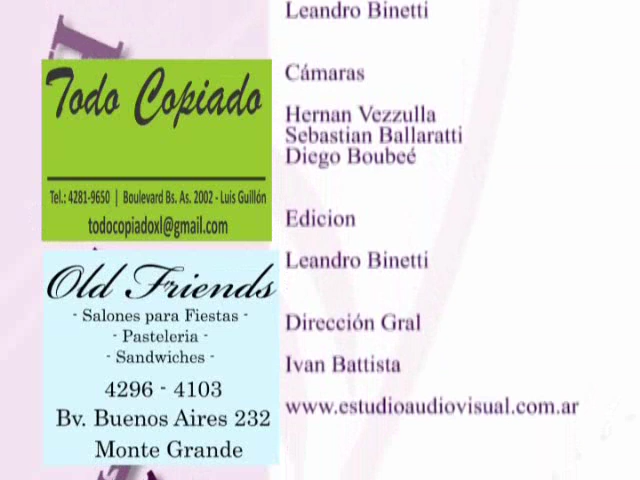 Todo Copiado
Tel.: 4281-9650 | Boulevard Bs. As. 2002 - Luis Guillón
todocopiadoxl@gmail.com
Old Friends
- Salones para Fiestas -
- Pasteleria -
- Sandwiches -
4296 - 4103
Bv. Buenos Aires 232
Monte Grande
Leandro Binetti
Cámaras
Hernan Vezzulla
Sebastian Ballaratti
Diego Boubeé
Edicion
Leandro Binetti
Dirección Gral
Ivan Battista
www.estudioaudiovisual.com.ar